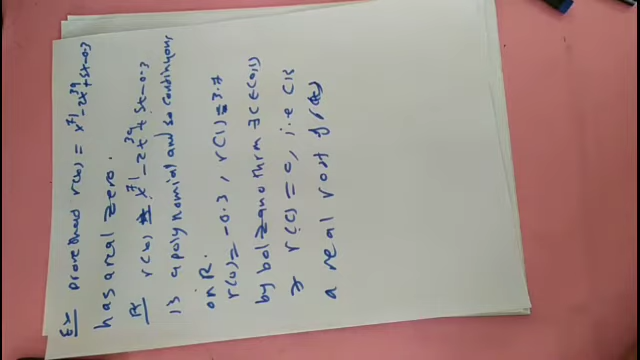 Ex prove that r(x) = x^71 - 2x^39 + 5x - 0.3
has a real zero.
Pf r(x) = x^71 - 2x^39 + 5x - 0.3
is a polynomial and so continuous
on R.
r(0) = -0.3, r(1) = 3.7
by bolzano thrm ∃ c ∈ (0,1)
∋ r(c) = 0, i.e c is
a real root of r(x)